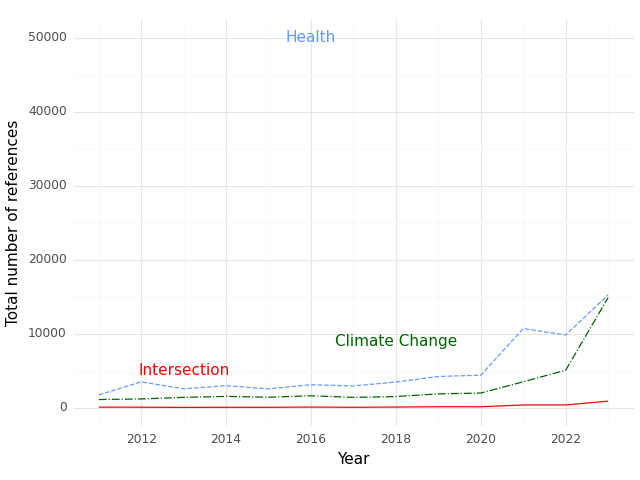 50000
40000
30000
20000
10000
0
Total number of references
Health
Climate Change
Intersection
2012 2014 2016 2018 2020 2022
Year